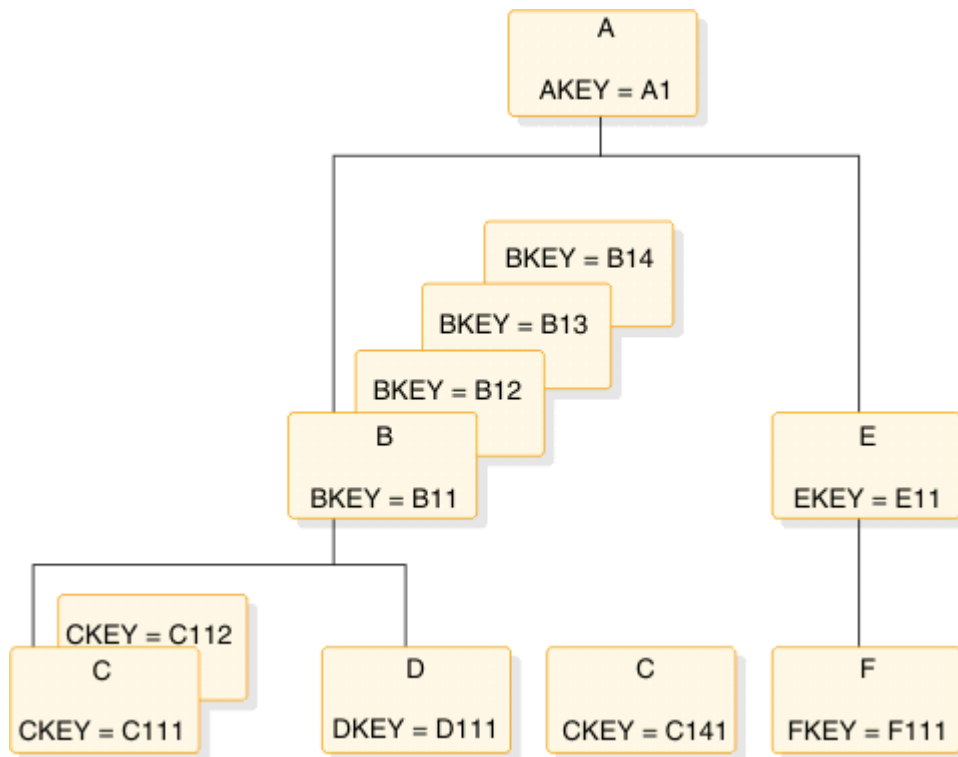 A
AKEY = A1
BKEY = B14
BKEY = B13
BKEY = B12
B
BKEY = B11
E
EKEY = E11
CKEY = C112
C
CKEY = C111
D
DKEY = D111
C
CKEY = C141
F
FKEY = F111